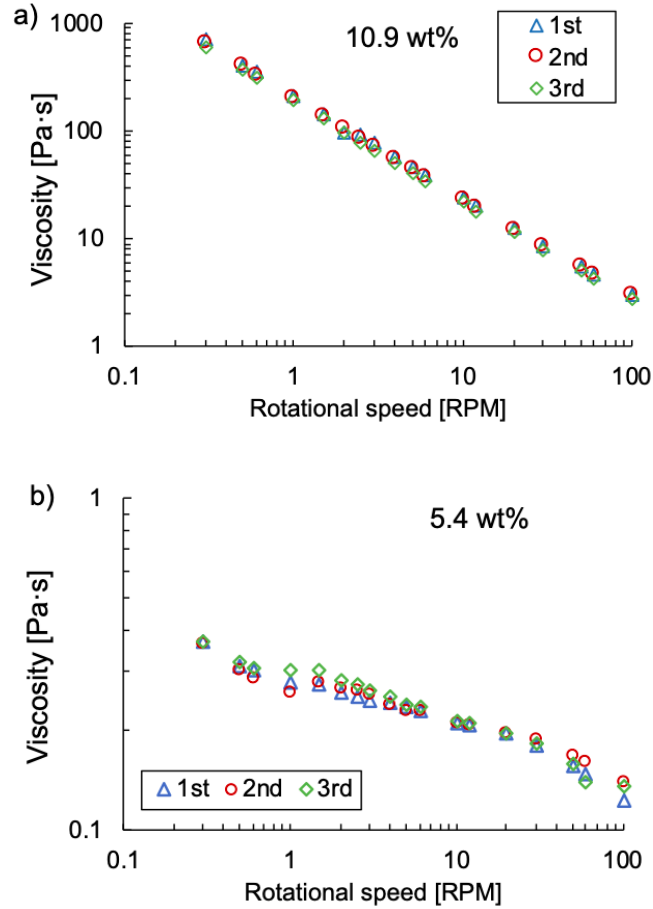 a)
10.9 wt%
1st
2nd
3rd
Viscosity [Pa·s]
1000
100
10
1
0.1 1 10 100
Rotational speed [RPM]
b)
5.4 wt%
Viscosity [Pa·s]
1
0.1
1st 2nd 3rd
0.1 1 10 100
Rotational speed [RPM]